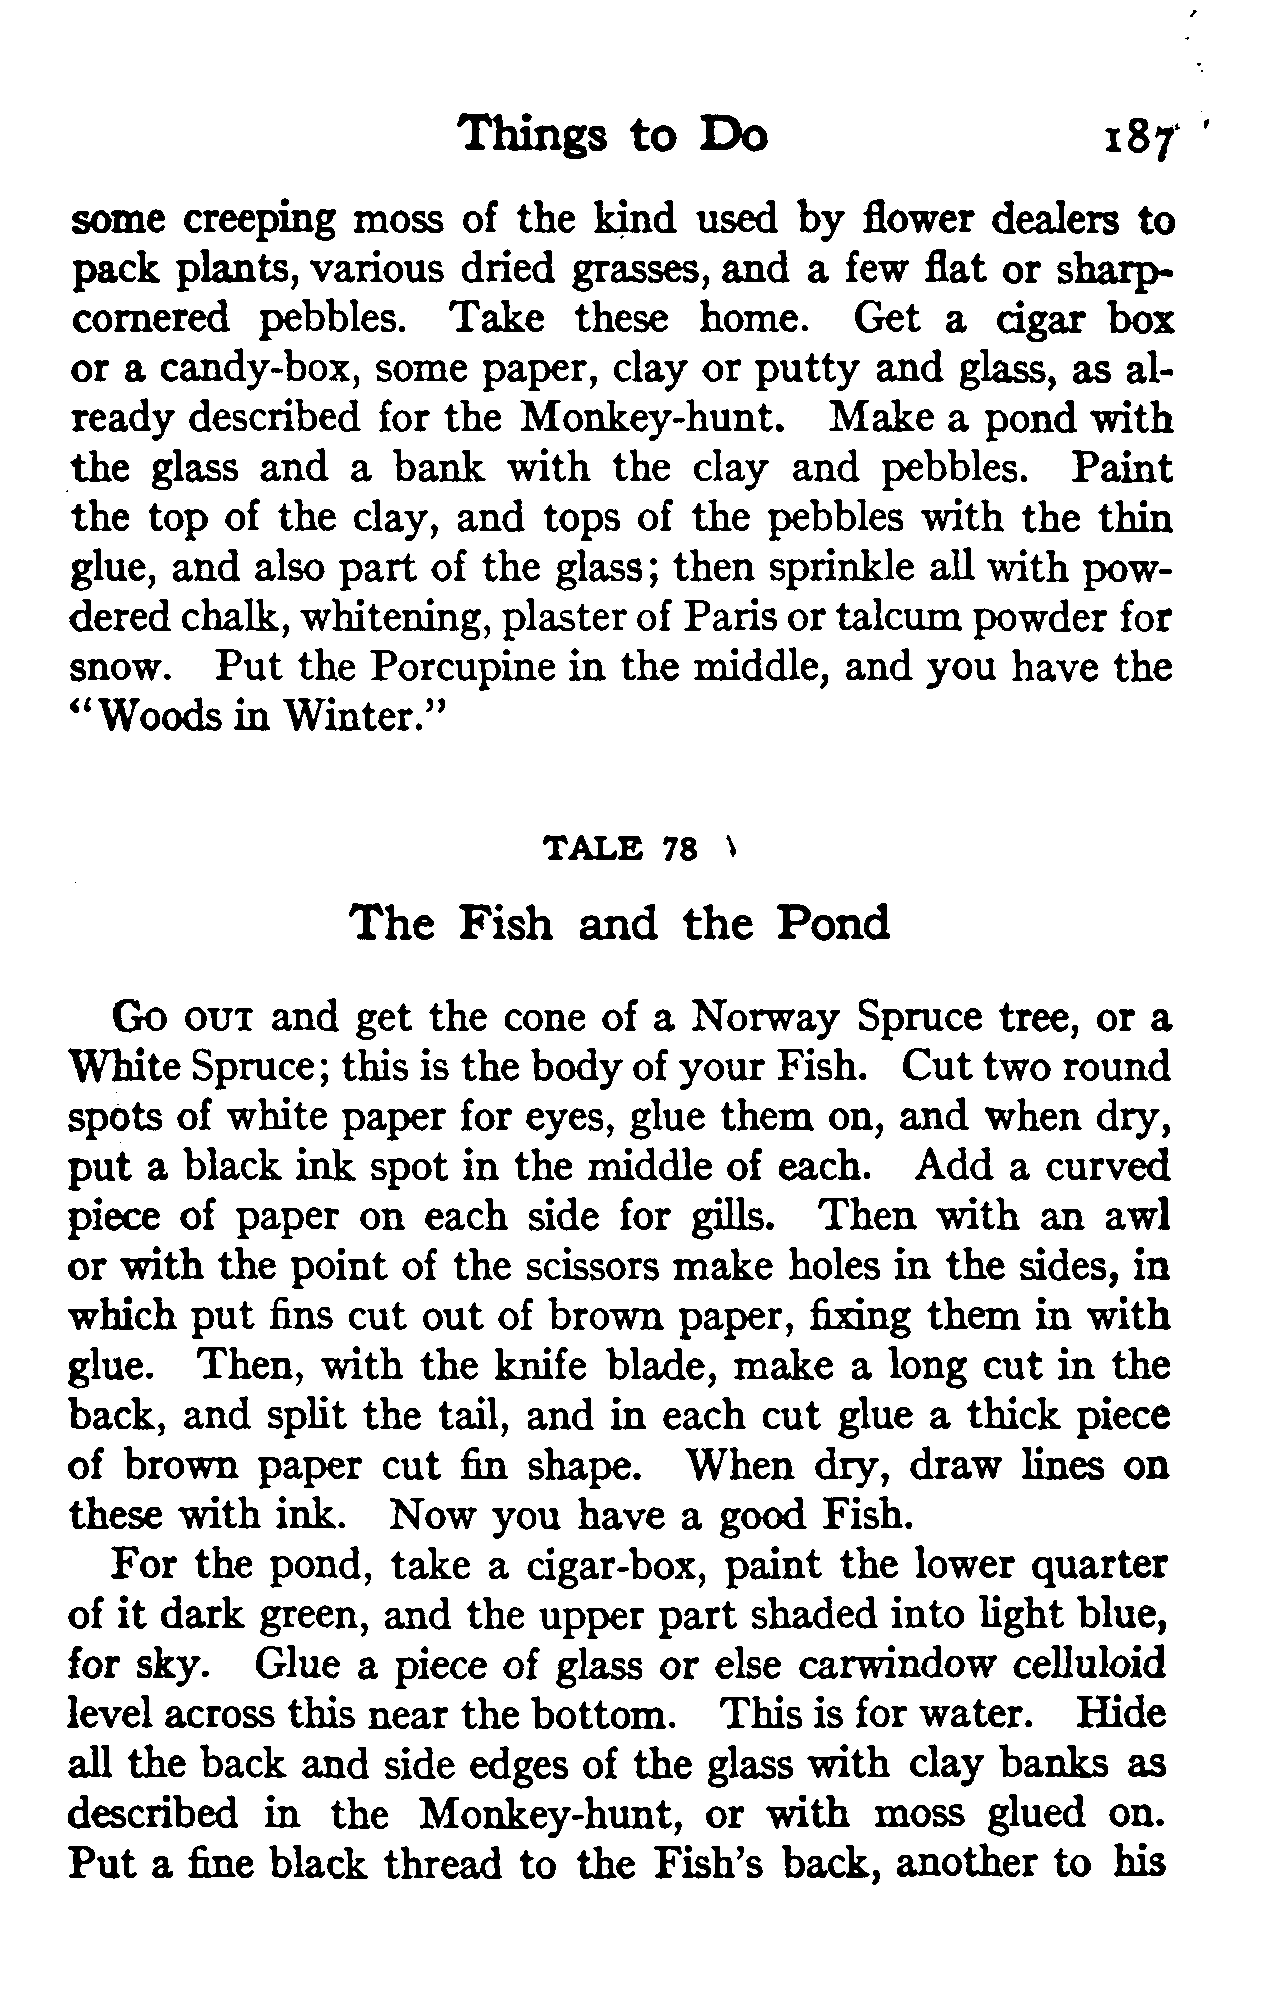 Things to Do 187
some creeping moss of the kind used by flower dealers to
pack plants, various dried grasses, and a few flat or sharp-
cornered pebbles. Take these home. Get a cigar box
or a candy-box, some paper, clay or putty and glass, as al-
ready described for the Monkey-hunt. Make a pond with
the glass and a bank with the clay and pebbles. Paint
the top of the clay, and tops of the pebbles with the thin
glue, and also part of the glass; then sprinkle all with pow-
dered chalk, whitening, plaster of Paris or talcum powder for
snow. Put the Porcupine in the middle, and you have the
“Woods in Winter.”
TALE 78
The Fish and the Pond
GO OUT and get the cone of a Norway Spruce tree, or a
White Spruce; this is the body of your Fish. Cut two round
spots of white paper for eyes, glue them on, and when dry,
put a black ink spot in the middle of each. Add a curved
piece of paper on each side for gills. Then with an awl
or with the point of the scissors make holes in the sides, in
which put fins cut out of brown paper, fixing them in with
glue. Then, with the knife blade, make a long cut in the
back, and split the tail, and in each cut glue a thick piece
of brown paper cut fin shape. When dry, draw lines on
these with ink. Now you have a good Fish.
For the pond, take a cigar-box, paint the lower quarter
of it dark green, and the upper part shaded into light blue,
for sky. Glue a piece of glass or else carwindow celluloid
level across this near the bottom. This is for water. Hide
all the back and side edges of the glass with clay banks as
described in the Monkey-hunt, or with moss glued on.
Put a fine black thread to the Fish’s back, another to his